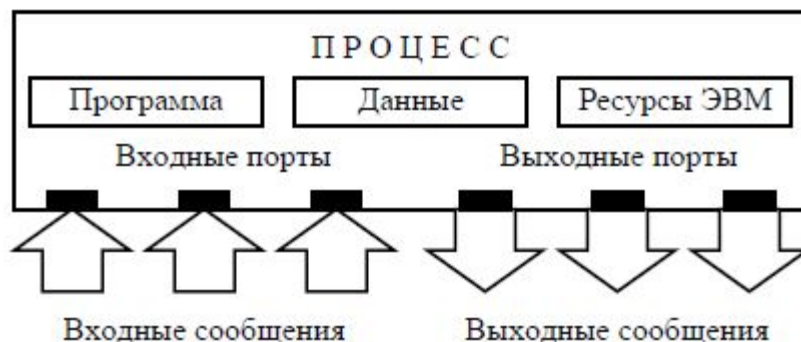 П Р О Ц Е С С
Программа Данные Ресурсы ЭВМ
Входные порты Выходные порты
Входные сообщения Выходные сообщения